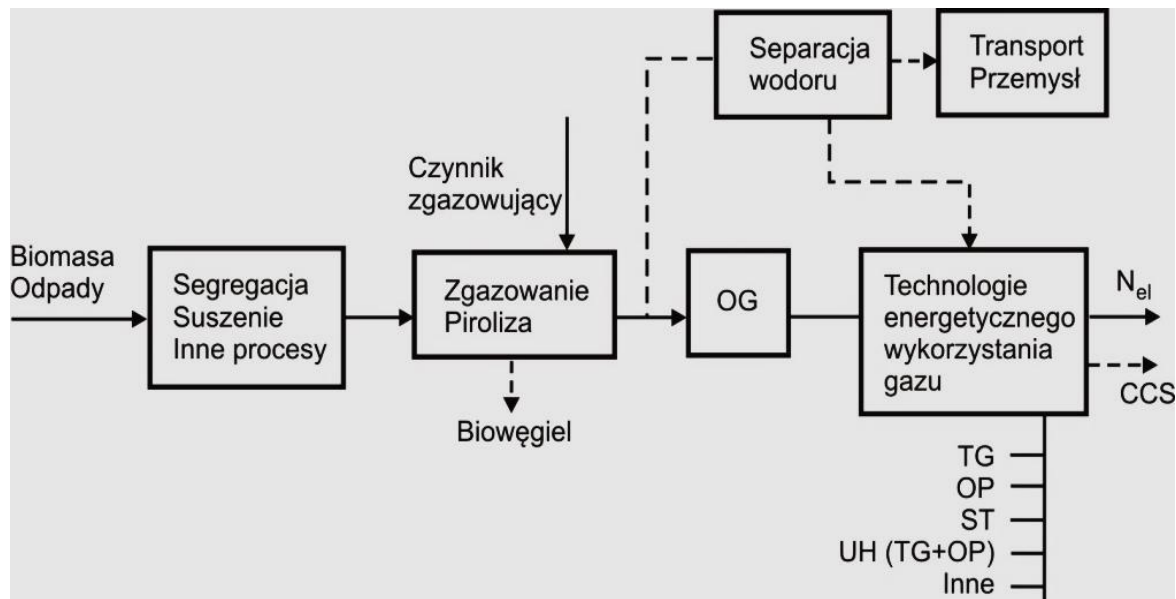 Separacja
wodoru
Transport
Przemysł
Czynnik
zgazowujący
Biomasa
Odpady
Segregacja
Suszenie
Inne procesy
Zgazowanie
Piroliza
OG
Technologie
energetycznego
wykorzystania
gazu
Nel
CCS
Biowęgiel
TG
OP
ST
UH (TG+OP)
Inne